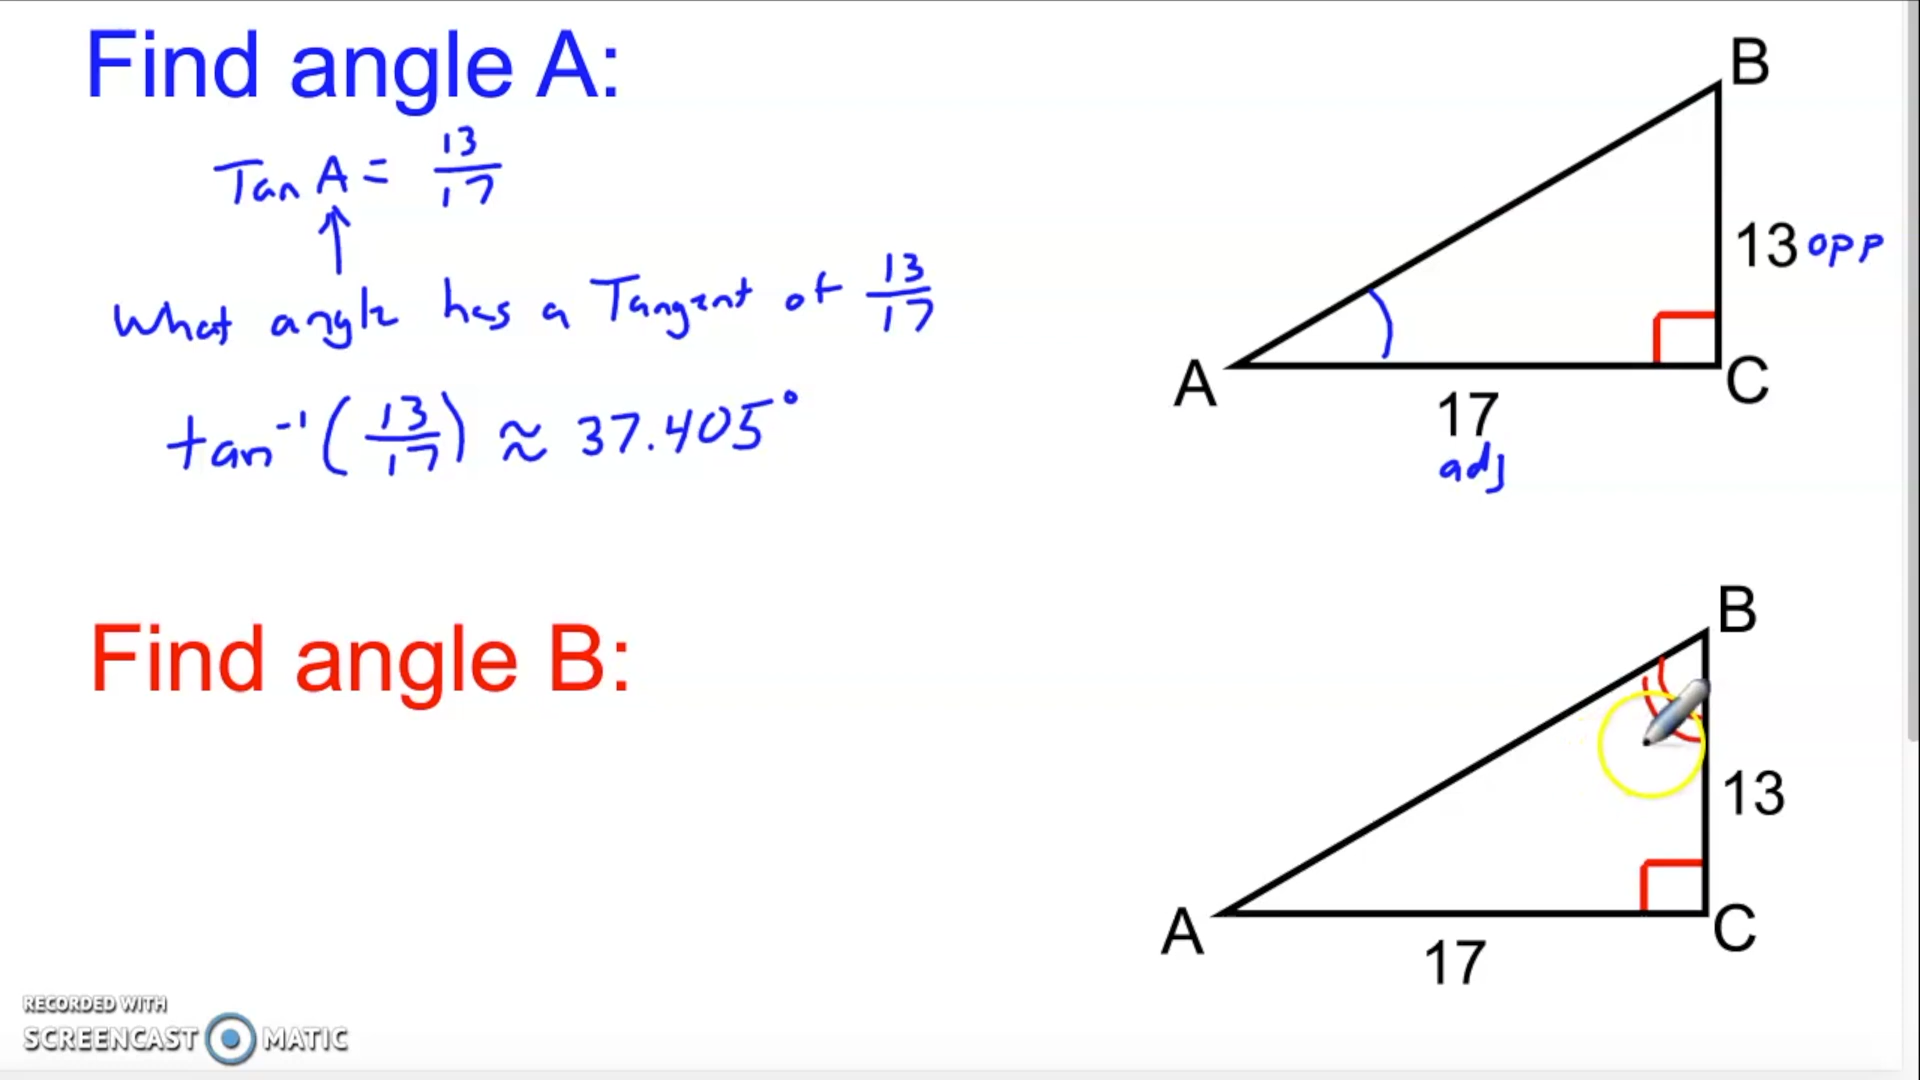 Find angle A:
Tan A = 13/17
What angle has a Tangent of 13/17
tan⁻¹(13/17) ≈ 37.405°
B
13 opp
A
C
17
adj
Find angle B:
B
13
A
C
17
RECORDED WITH
SCREENCAST MATIC